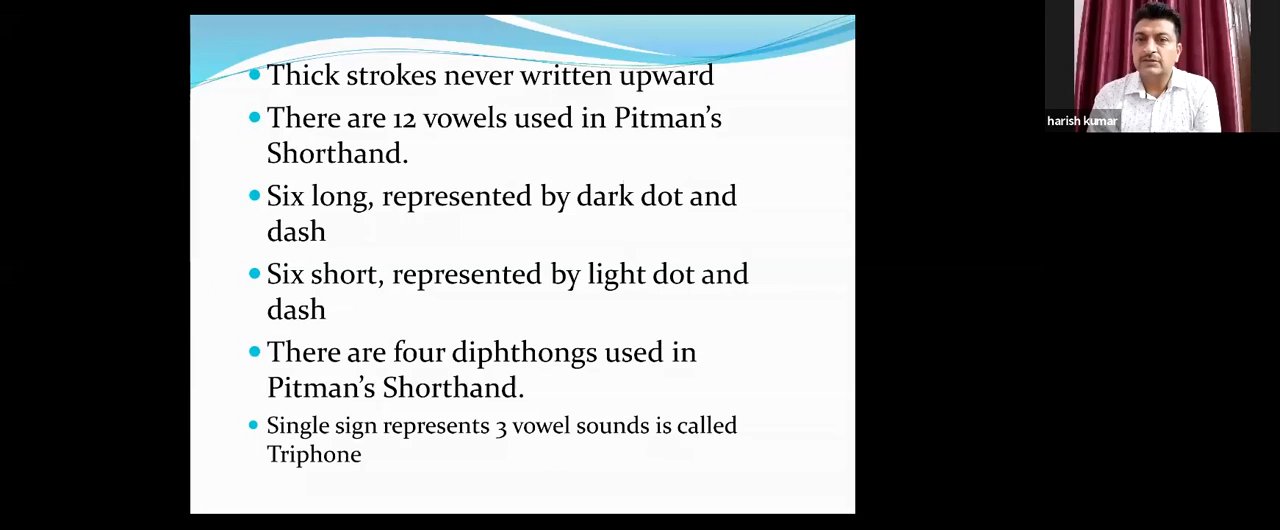 Thick strokes never written upward
There are 12 vowels used in Pitman's
Shorthand.
Six long, represented by dark dot and
dash
Six short, represented by light dot and
dash
There are four diphthongs used in
Pitman's Shorthand.
Single sign represents 3 vowel sounds is called
Triphone
harish kumar